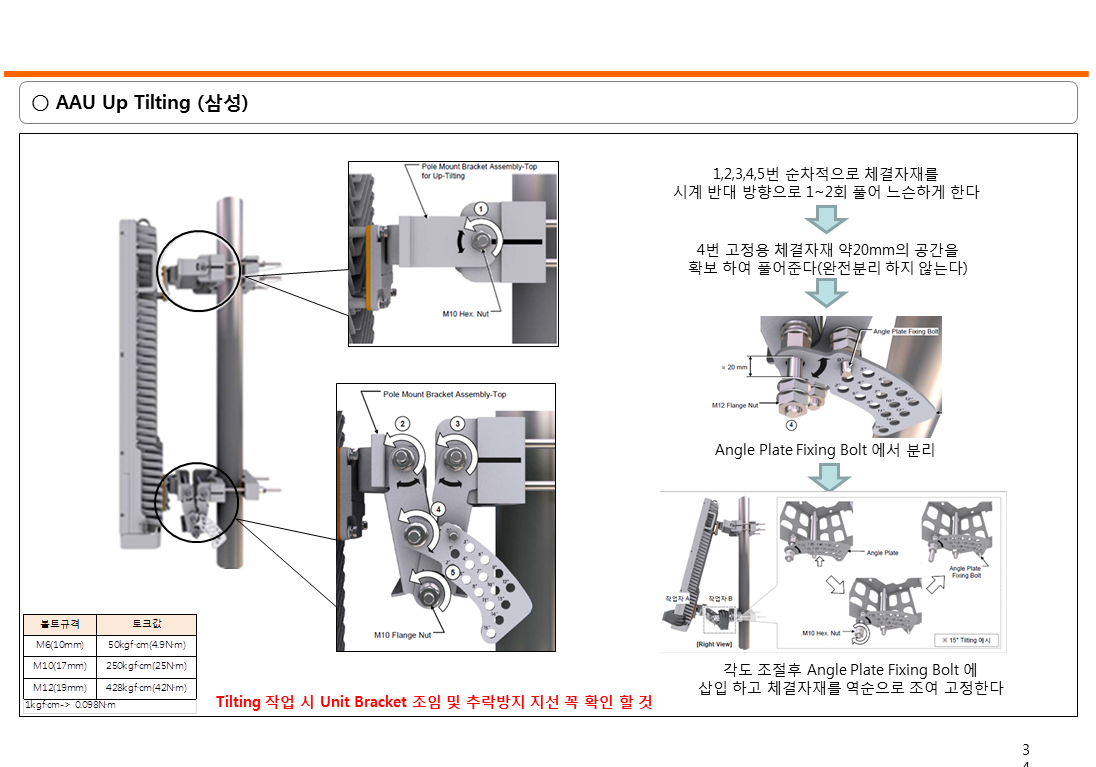 ○ AAU Up Tilting (삼성)
Pole Mount Bracket Assembly-Top
for Up-Tilting
1
M10 Hex. Nut
Pole Mount Bracket Assembly-Top
2
3
4
5
M10 Flange Nut
볼트규격 토크값
M6(10mm) 50kgf·cm(4.9N·m)
M10(17mm) 250kgf·cm(25N·m)
M12(19mm) 428kgf·cm(42N·m)
1kgf·cm-> 0.098N·m
Tilting 작업 시 Unit Bracket 조임 및 추락방지 지선 꼭 확인 할 것
1,2,3,4,5번 순차적으로 체결자재를
시계 반대 방향으로 1~2회 풀어 느슨하게 한다
4번 고정용 체결자재 약20mm의 공간을
확보 하여 풀어준다(완전분리 하지 않는다)
Angle Plate Fixing Bolt
≈ 20 mm
M12 Flange Nut
4
Angle Plate Fixing Bolt 에서 분리
작업자 A
작업자 B
[Right View]
Angle Plate
Angle Plate
Fixing Bolt
M10 Hex. Nut
※ 15° Tilting 예시
각도 조절후 Angle Plate Fixing Bolt 에
삽입 하고 체결자재를 역순으로 조여 고정한다
3